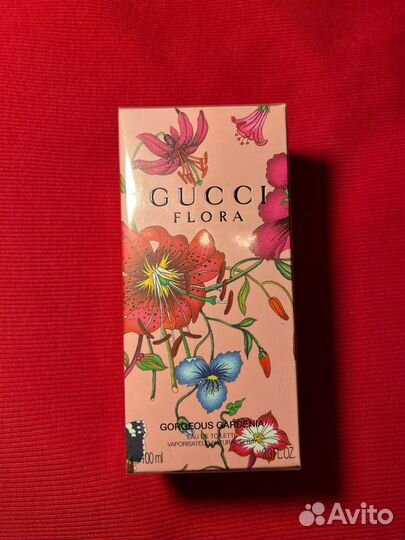 GUCCI
FLORA
GORGEOUS GARDENIA
EAU DE TOILETTE
100 ml FL.OZ.
Avito